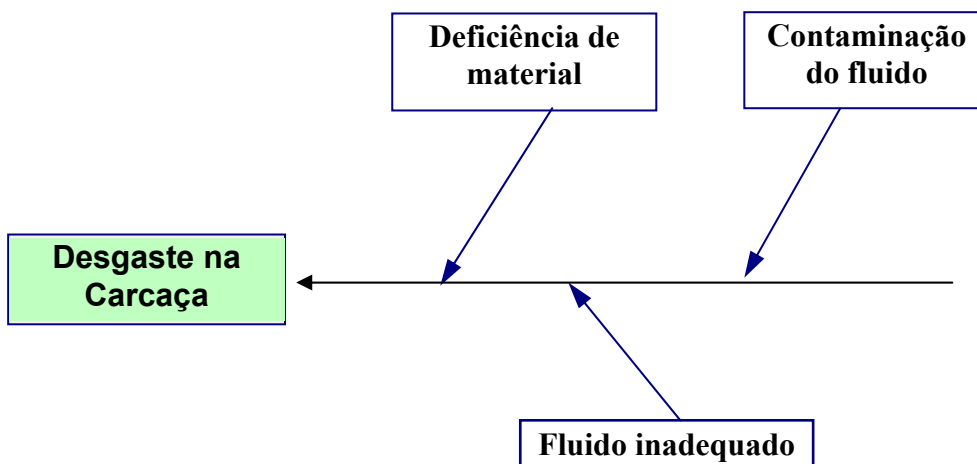 Deficiência de
material
Contaminação
do fluido
Desgaste na
Carcaça
Fluido inadequado